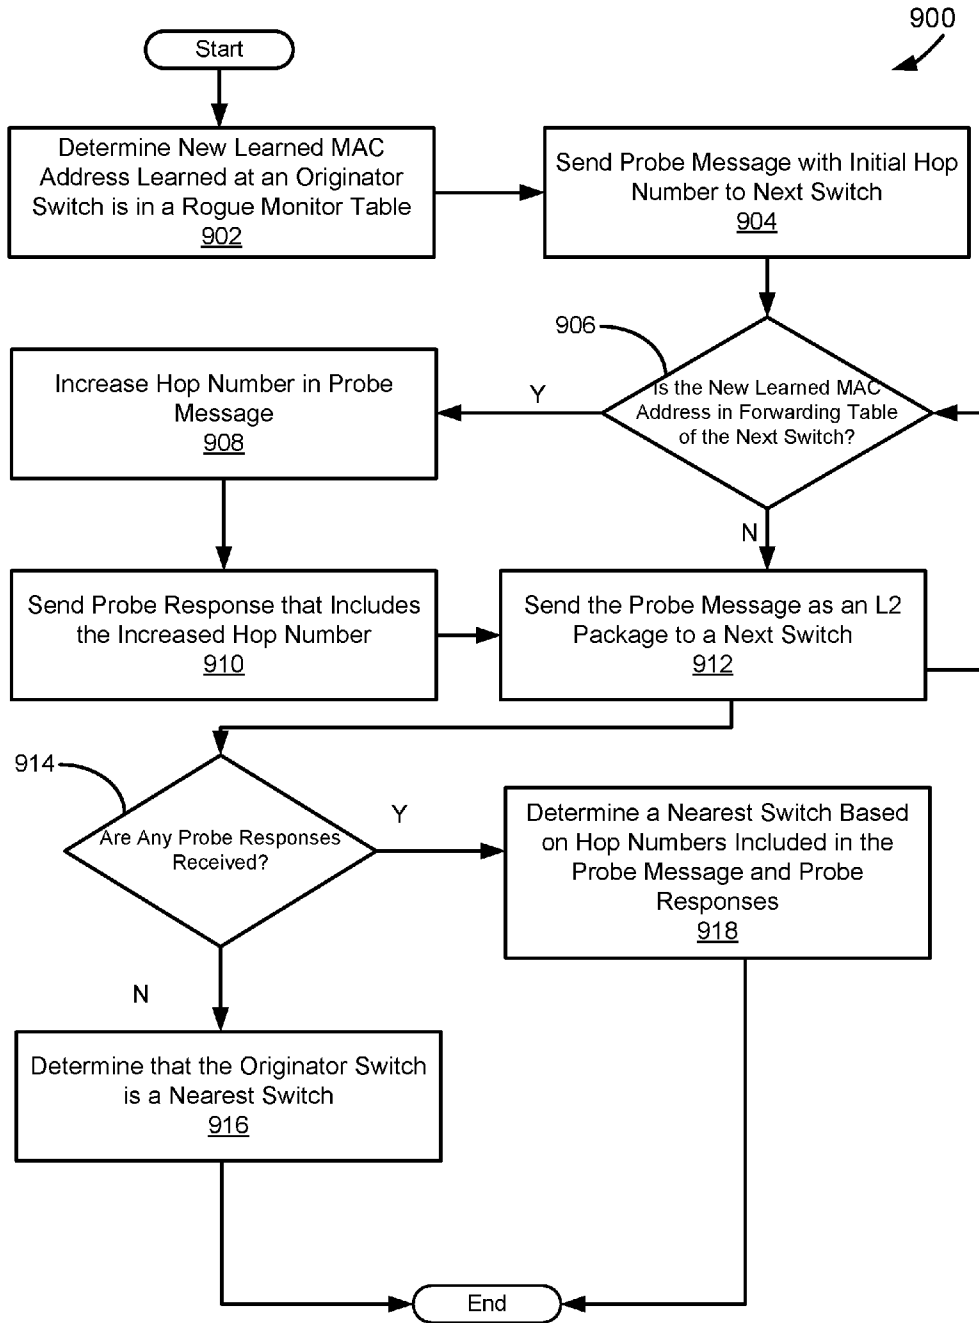 900
Start
Determine New Learned MAC
Address Learned at an Originator
Switch is in a Rogue Monitor Table
902
Send Probe Message with Initial Hop
Number to Next Switch
904
906
Is the New Learned MAC
Address in Forwarding Table
of the Next Switch?
Y
Increase Hop Number in Probe
Message
908
N
Send Probe Response that Includes
the Increased Hop Number
910
Send the Probe Message as an L2
Package to a Next Switch
912
914
Are Any Probe Responses
Received?
Y
Determine a Nearest Switch Based
on Hop Numbers Included in the
Probe Message and Probe
Responses
918
N
Determine that the Originator Switch
is a Nearest Switch
916
End